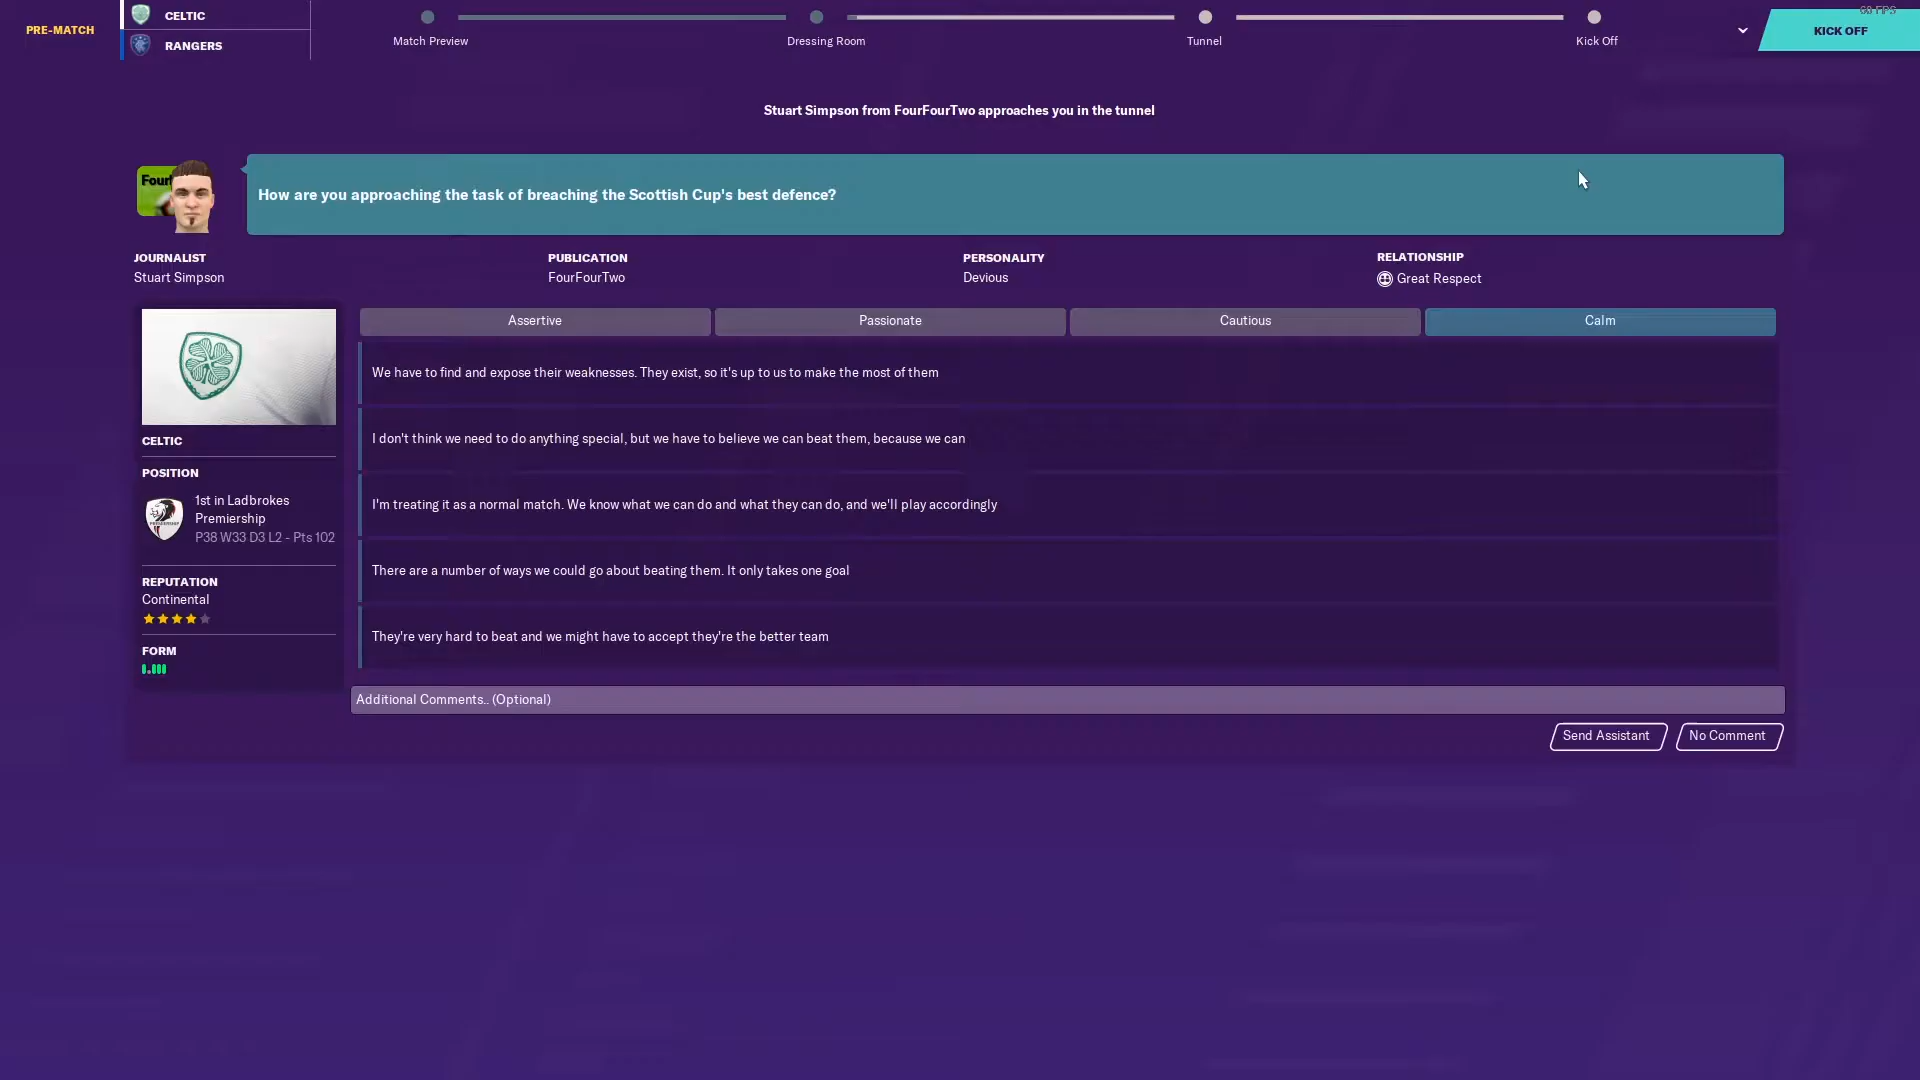 PRE-MATCH
CELTIC
RANGERS
Match Preview
Dressing Room
Tunnel
Kick Off
KICK OFF
Stuart Simpson from FourFourTwo approaches you in the tunnel
How are you approaching the task of breaching the Scottish Cup's best defence?
JOURNALIST
Stuart Simpson
PUBLICATION
FourFourTwo
PERSONALITY
Devious
RELATIONSHIP
Great Respect
Assertive
Passionate
Cautious
Calm
We have to find and expose their weaknesses. They exist, so it's up to us to make the most of them
I don't think we need to do anything special, but we have to believe we can beat them, because we can
I'm treating it as a normal match. We know what we can do and what they can do, and we'll play accordingly
There are a number of ways we could go about beating them. It only takes one goal
They're very hard to beat and we might have to accept they're the better team
CELTIC
POSITION
1st in Ladbrokes
Premiership
P38 W33 D3 L2 - Pts 102
REPUTATION
Continental
FORM
Additional Comments.. (Optional)
Send Assistant
No Comment